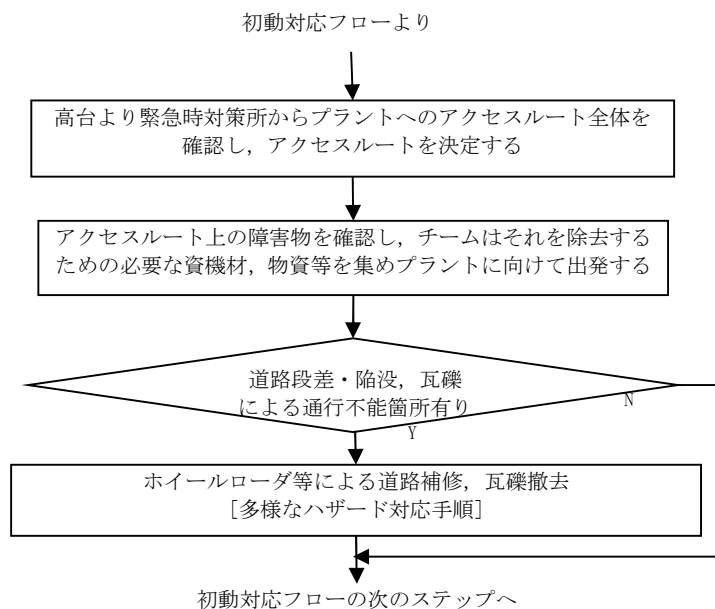 初動対応フローより
高台より緊急時対策所からプラントへのアクセスルート全体を
確認し，アクセスルートを決定する
アクセスルート上の障害物を確認し，チームはそれを除去する
ための必要な資機材，物資等を集めプラントに向けて出発する
道路段差・陥没，瓦礫
による通行不能箇所有り
N
Y
ホイールローダ等による道路補修，瓦礫撤去
［多様なハザード対応手順］
初動対応フローの次のステップへ